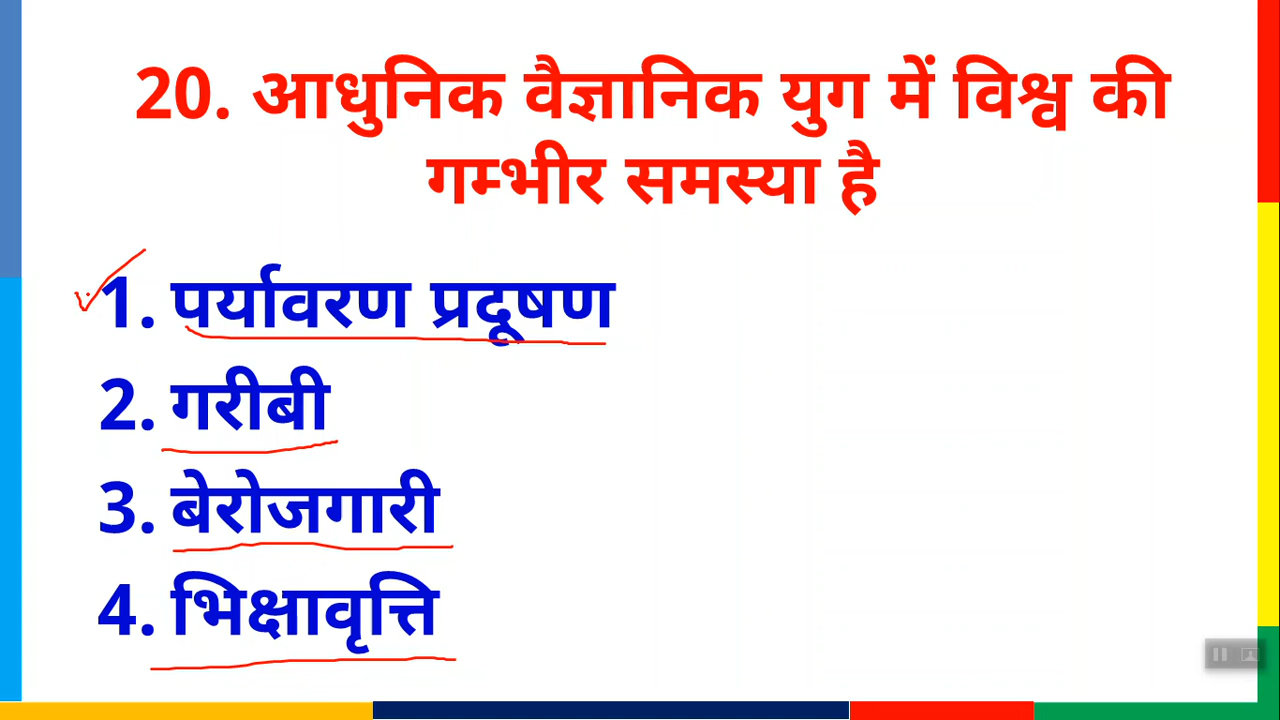 20. आधुनिक वैज्ञानिक युग में विश्व की
गम्भीर समस्या है
1. पर्यावरण प्रदूषण
2. गरीबी
3. बेरोजगारी
4. भिक्षावृत्ति